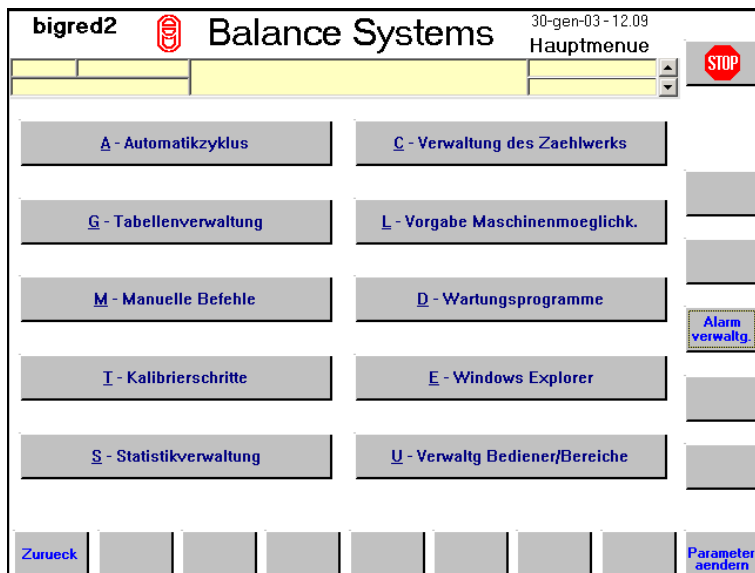 bigred2
Balance Systems
30-gen-03 - 12.09
Hauptmenue
STOP
A - Automatikzyklus
C - Verwaltung des Zaehlwerks
G - Tabellenverwaltung
L - Vorgabe Maschinenmoeglichk.
M - Manuelle Befehle
D - Wartungsprogramme
Alarm
verwaltg.
T - Kalibrierschritte
E - Windows Explorer
S - Statistikverwaltung
U - Verwaltg Bediener/Bereiche
Zurueck
Parameter
aendern